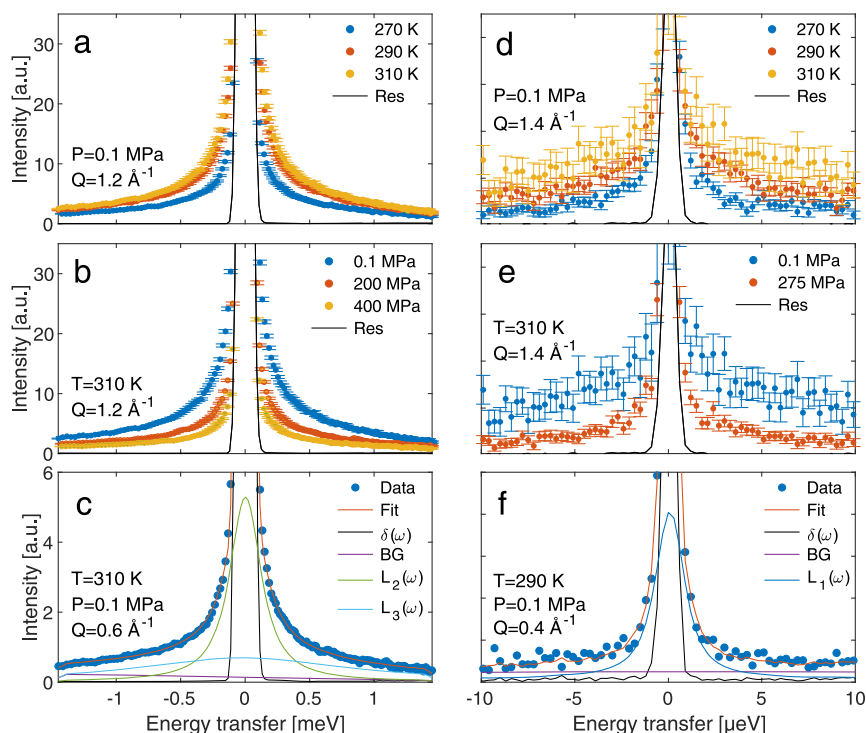 a
Intensity [a.u.]
30
20
10
0
270 K
290 K
310 K
Res
P=0.1 MPa
Q=1.2 Å⁻¹
d
270 K
290 K
310 K
Res
P=0.1 MPa
Q=1.4 Å⁻¹
b
Intensity [a.u.]
30
20
10
0
0.1 MPa
200 MPa
400 MPa
Res
T=310 K
Q=1.2 Å⁻¹
e
0.1 MPa
275 MPa
Res
T=310 K
Q=1.4 Å⁻¹
c
Intensity [a.u.]
6
4
2
0
Data
Fit
δ(ω)
BG
L₂(ω)
L₃(ω)
T=310 K
P=0.1 MPa
Q=0.6 Å⁻¹
-1 -0.5 0 0.5 1
Energy transfer [meV]
f
Data
Fit
δ(ω)
BG
L₁(ω)
T=290 K
P=0.1 MPa
Q=0.4 Å⁻¹
-10 -5 0 5 10
Energy transfer [μeV]